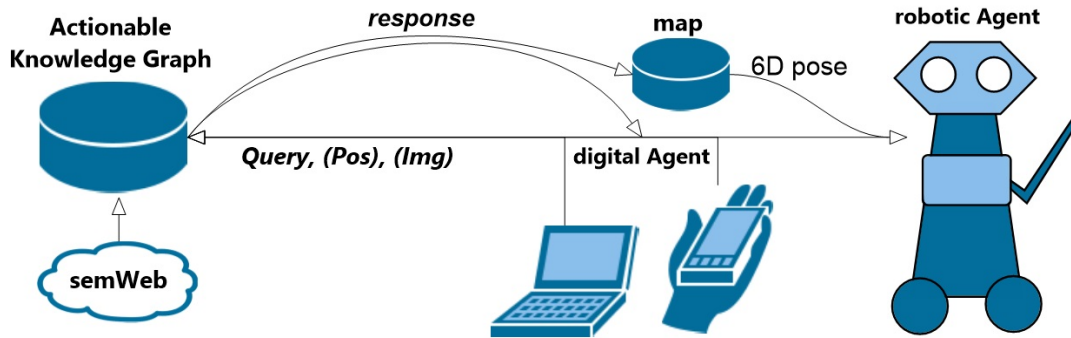 Actionable
Knowledge Graph
response
map
robotic Agent
6D pose
Query, (Pos), (Img)
digital Agent
semWeb